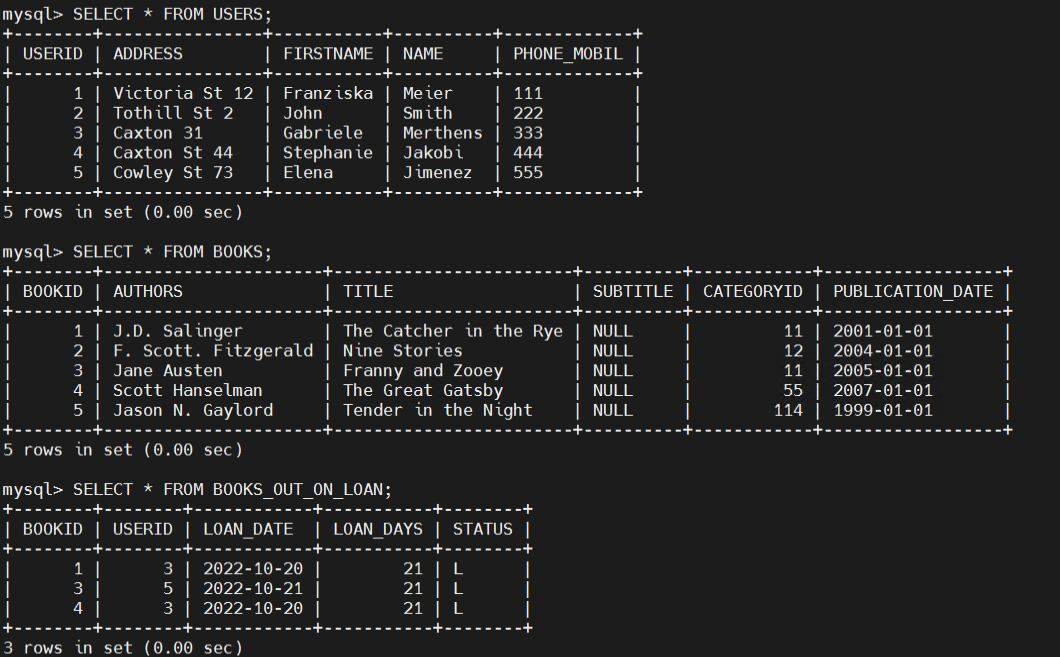 mysql> SELECT * FROM USERS;
+--------+----------------+-----------+----------+-------------+
| USERID | ADDRESS        | FIRSTNAME | NAME     | PHONE_MOBIL |
+--------+----------------+-----------+----------+-------------+
|      1 | Victoria St 12 | Franziska | Meier    | 111         |
|      2 | Tothill St 2   | John      | Smith    | 222         |
|      3 | Caxton 31      | Gabriele  | Merthens | 333         |
|      4 | Caxton St 44   | Stephanie | Jakobi   | 444         |
|      5 | Cowley St 73   | Elena     | Jimenez  | 555         |
+--------+----------------+-----------+----------+-------------+
5 rows in set (0.00 sec)

mysql> SELECT * FROM BOOKS;
+--------+----------------------+------------------------+----------+------------+------------------+
| BOOKID | AUTHORS              | TITLE                  | SUBTITLE | CATEGORYID | PUBLICATION_DATE |
+--------+----------------------+------------------------+----------+------------+------------------+
|      1 | J.D. Salinger        | The Catcher in the Rye | NULL     |         11 | 2001-01-01       |
|      2 | F. Scott. Fitzgerald | Nine Stories           | NULL     |         12 | 2004-01-01       |
|      3 | Jane Austen          | Franny and Zooey       | NULL     |         11 | 2005-01-01       |
|      4 | Scott Hanselman      | The Great Gatsby       | NULL     |         55 | 2007-01-01       |
|      5 | Jason N. Gaylord     | Tender in the Night    | NULL     |        114 | 1999-01-01       |
+--------+----------------------+------------------------+----------+------------+------------------+
5 rows in set (0.00 sec)

mysql> SELECT * FROM BOOKS_OUT_ON_LOAN;
+--------+--------+------------+-----------+--------+
| BOOKID | USERID | LOAN_DATE  | LOAN_DAYS | STATUS |
+--------+--------+------------+-----------+--------+
|      1 |      3 | 2022-10-20 |        21 | L      |
|      3 |      5 | 2022-10-21 |        21 | L      |
|      4 |      3 | 2022-10-20 |        21 | L      |
+--------+--------+------------+-----------+--------+
3 rows in set (0.00 sec)